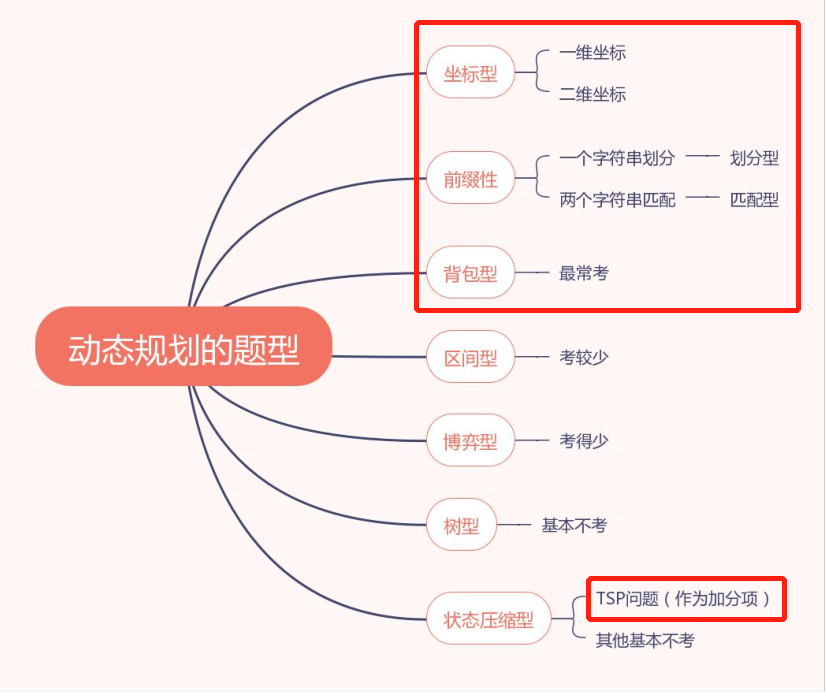 坐标型
一维坐标
二维坐标
前缀性
一个字符串划分
划分型
两个字符串匹配
匹配型
背包型
最常考
动态规划的题型
区间型
考较少
博弈型
考得少
树型
基本不考
状态压缩型
TSP问题（作为加分项）
其他基本不考